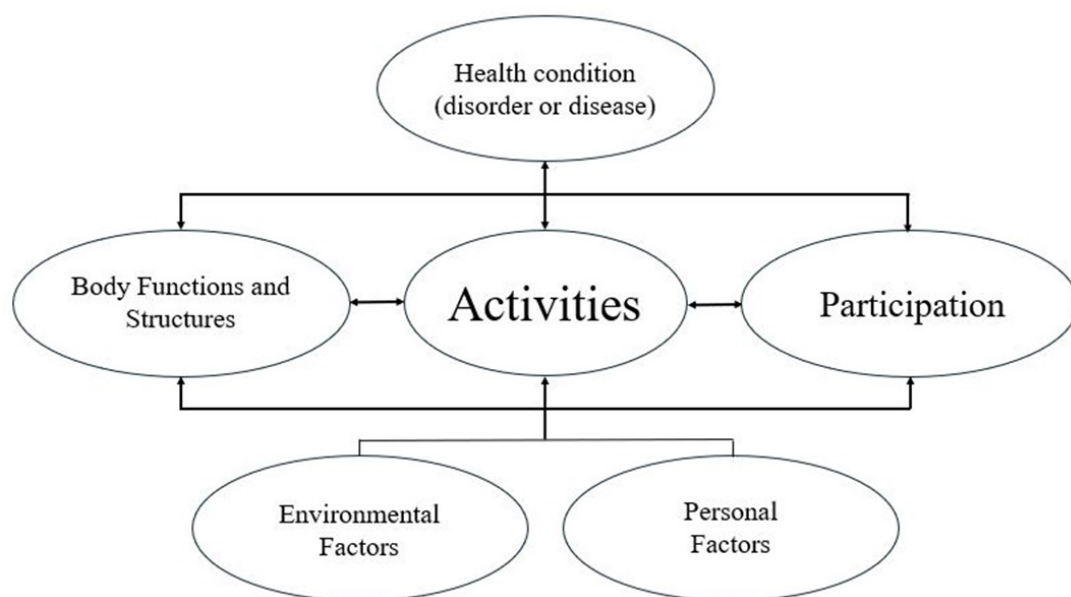 Health condition
(disorder or disease)
Body Functions and
Structures
Activities
Participation
Environmental
Factors
Personal
Factors